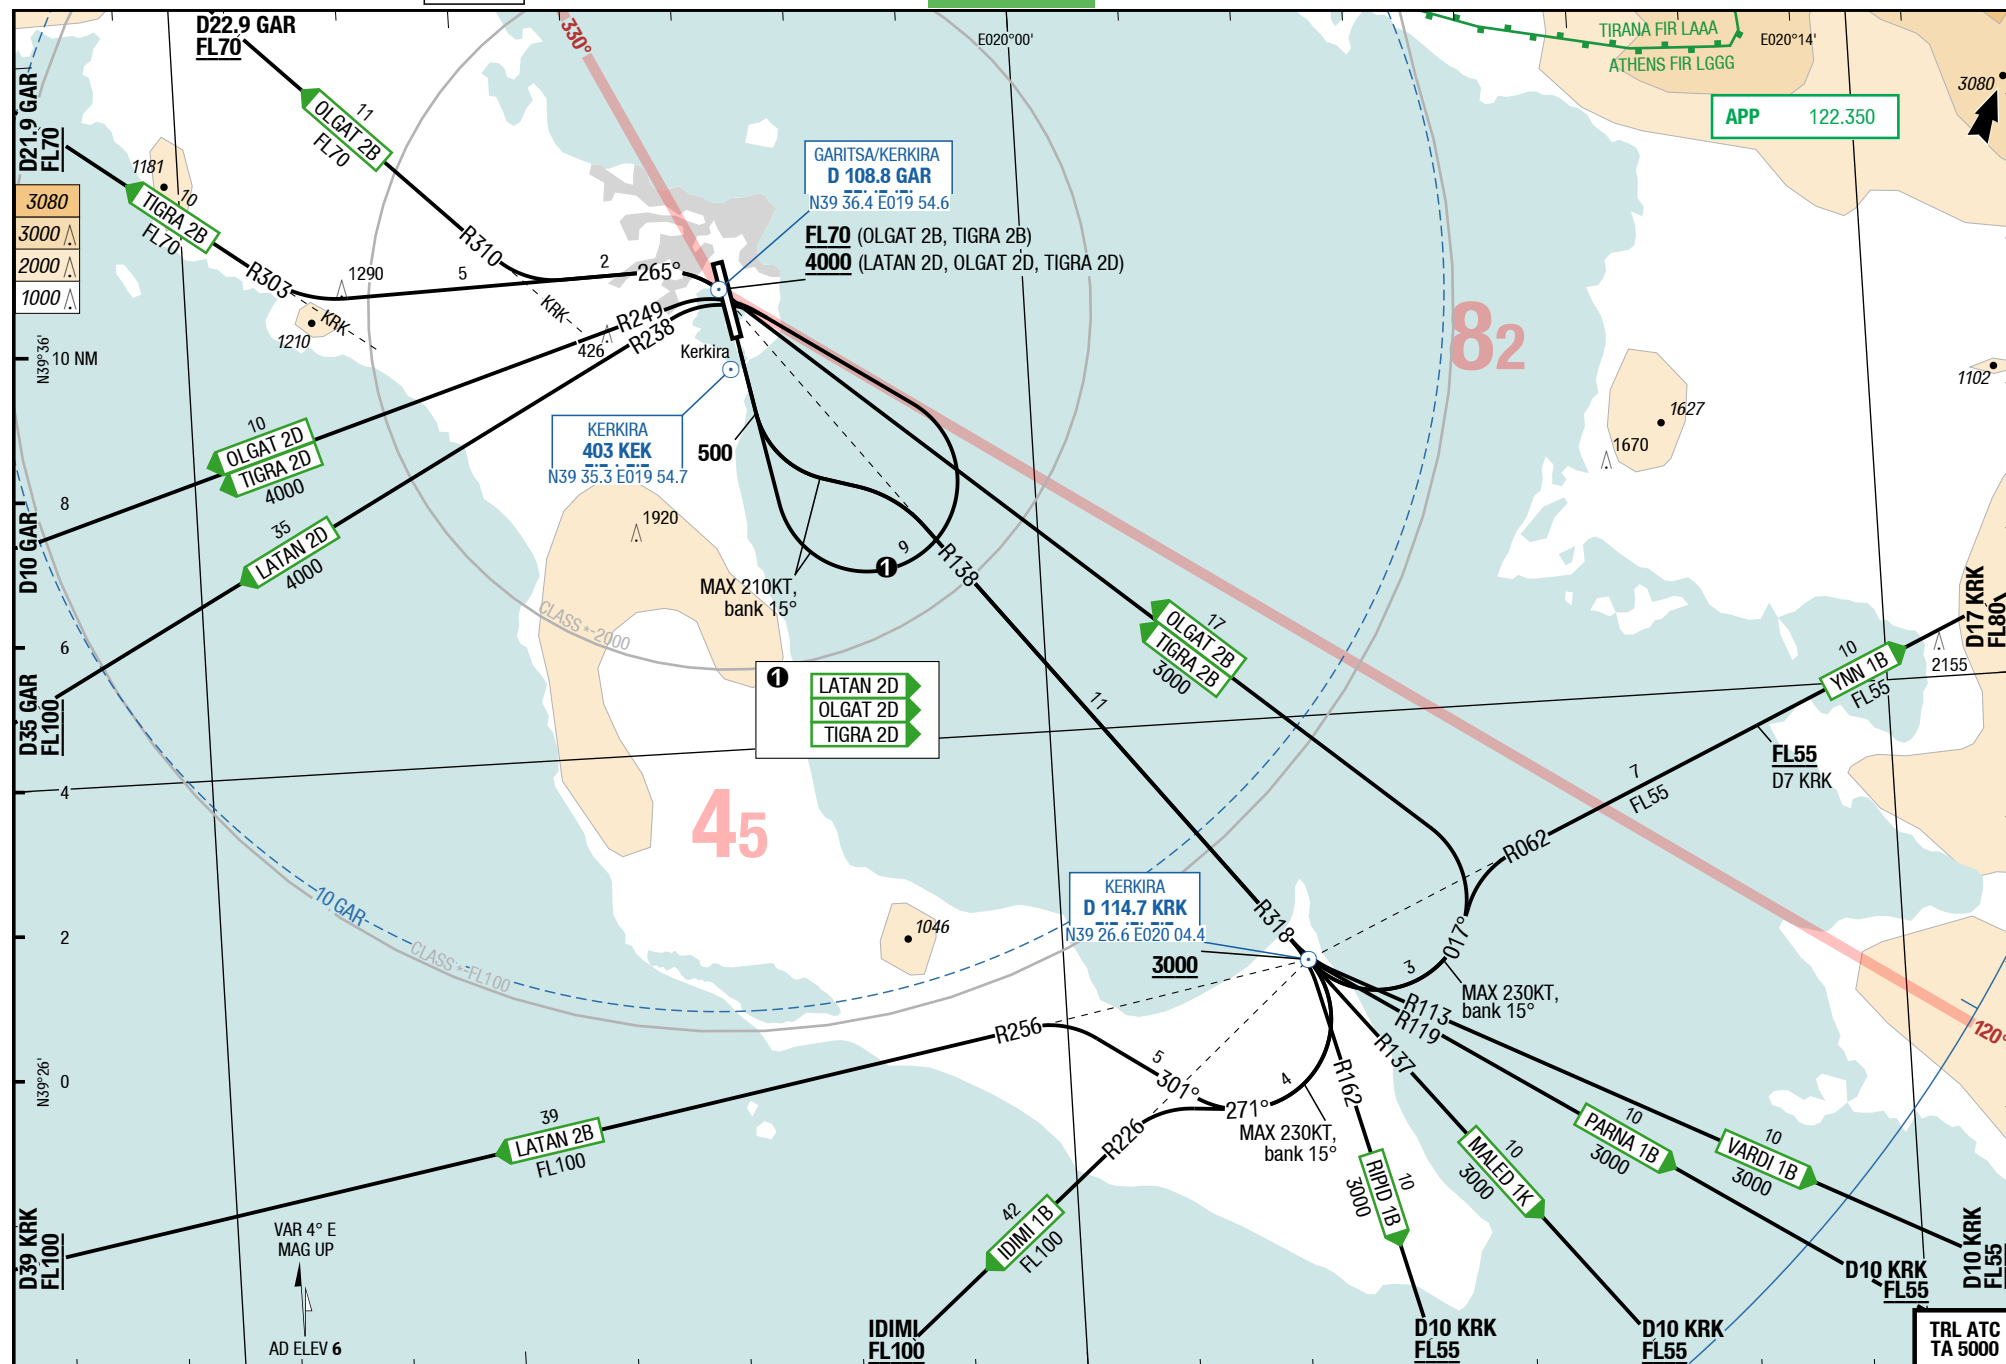 D22.9 GAR
FL70
330°
E020°00'
TIRANA FIR LAAA
ATHENS FIR LGGG
E020°14'
3080
APP 122.350
D21.9 GAR
FL70
11
OLGAT 2B
FL70
1181
10
TIGRA 2B
FL70
3080
3000
2000
1000
GARITSA/KERKIRA
D 108.8 GAR
N39 36.4 E019 54.6
FL70 (OLGAT 2B, TIGRA 2B)
4000 (LATAN 2D, OLGAT 2D, TIGRA 2D)
R310
R303
1290
5
2
265°
KRK
KRK
1210
R249
R238
426
Kerkira
N39°36'
10 NM
82
1102
1627
1670
KERKIRA
403 KEK
N39 35.3 E019 54.7
500
10
OLGAT 2D
TIGRA 2D
4000
8
D10 GAR
35
LATAN 2D
4000
1920
9
1
R138
MAX 210KT,
bank 15°
CLASS *-2000
17
OLGAT 2B
TIGRA 2B
3000
D17 KRK
FL80
10
YNN 1B
FL55
2155
6
D35 GAR
FL100
1
LATAN 2D
OLGAT 2D
TIGRA 2D
11
FL55
D7 KRK
7
FL55
4
45
R062
KERKIRA
D 114.7 KRK
N39 26.6 E020 04.4
3000
R318
017°
3
MAX 230KT,
bank 15°
10 GAR
CLASS *-FL100
1046
2
R256
R113
R119
R137
R162
120°
5
301°
4
271°
MAX 230KT,
bank 15°
R226
N39°26'
0
39
LATAN 2B
FL100
10
RIPID 1B
3000
10
MALED 1K
3000
10
PARNA 1B
3000
10
VARDI 1B
3000
42
IDIMI 1B
FL100
D39 KRK
FL100
VAR 4° E
MAG UP
AD ELEV 6
IDIMI
FL100
D10 KRK
FL55
D10 KRK
FL55
D10 KRK
FL55
D10 KRK
FL55
TRL ATC
TA 5000